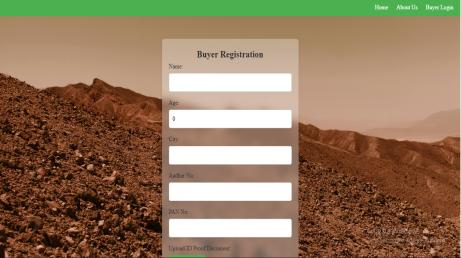 Home About Us Buyer Login
Buyer Registration
Name:
Age:
0
City:
Aadhar No:
PAN No:
Upload ID Proof Document